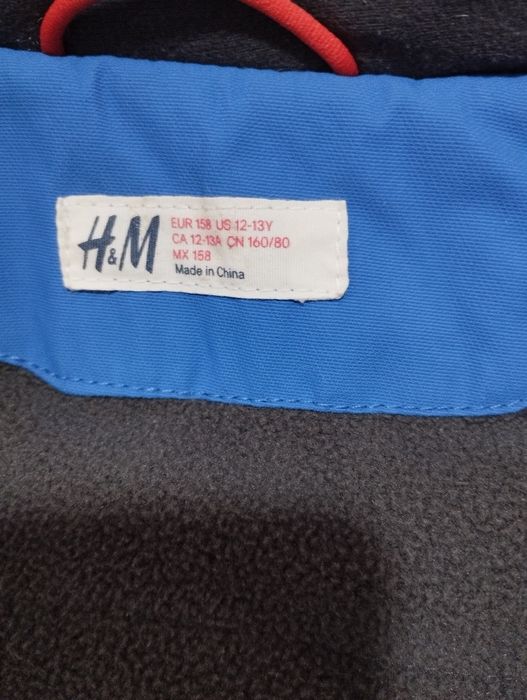 H&M
EUR 158 US 12-13Y
CA 12-13A CN 160/80
MX 158
Made in China